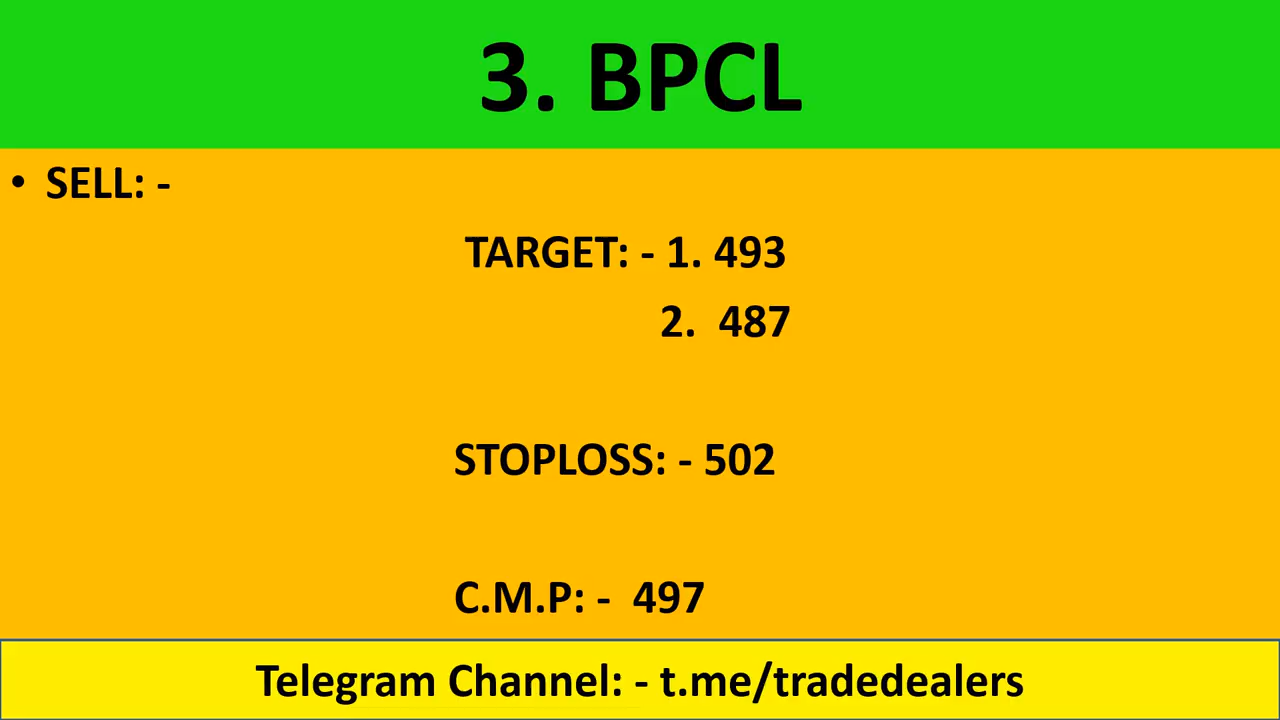 3. BPCL
• SELL: -
TARGET: - 1. 493
2. 487
STOPLOSS: - 502
C.M.P: - 497
Telegram Channel: - t.me/tradedealers